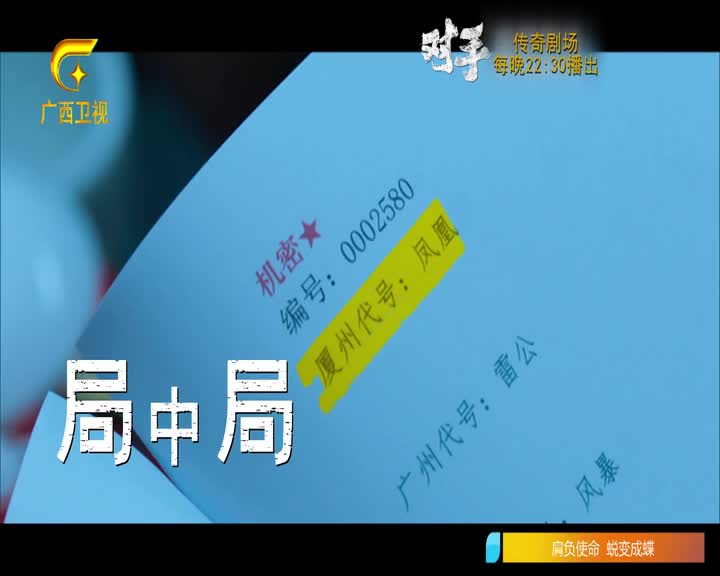 广西卫视
对手
传奇剧场
每晚22:30播出
机密★
编号：0002580
厦州代号：凤凰
广州代号：雷公
：风暴
局中局
肩负使命 蜕变成蝶